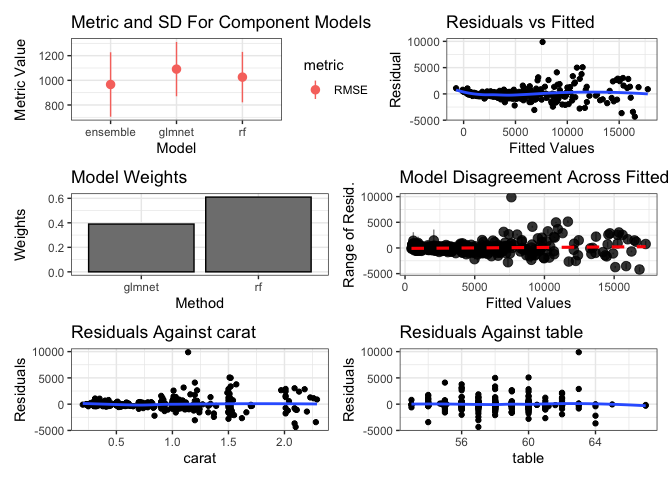 Metric and SD For Component Models
Metric Value
1200
1000
800
ensemble glmnet rf
Model
metric
RMSE
Residuals vs Fitted
Residual
10000
5000
0
-5000
0 5000 10000 15000
Fitted Values
Model Weights
Weights
0.6
0.4
0.2
0.0
glmnet rf
Method
Model Disagreement Across Fitted
Range of Resid.
10000
5000
0
-5000
0 5000 10000 15000
Fitted Values
Residuals Against carat
Residuals
10000
5000
0
-5000
0.5 1.0 1.5 2.0
carat
Residuals Against table
Residuals
10000
5000
0
-5000
56 60 64
table